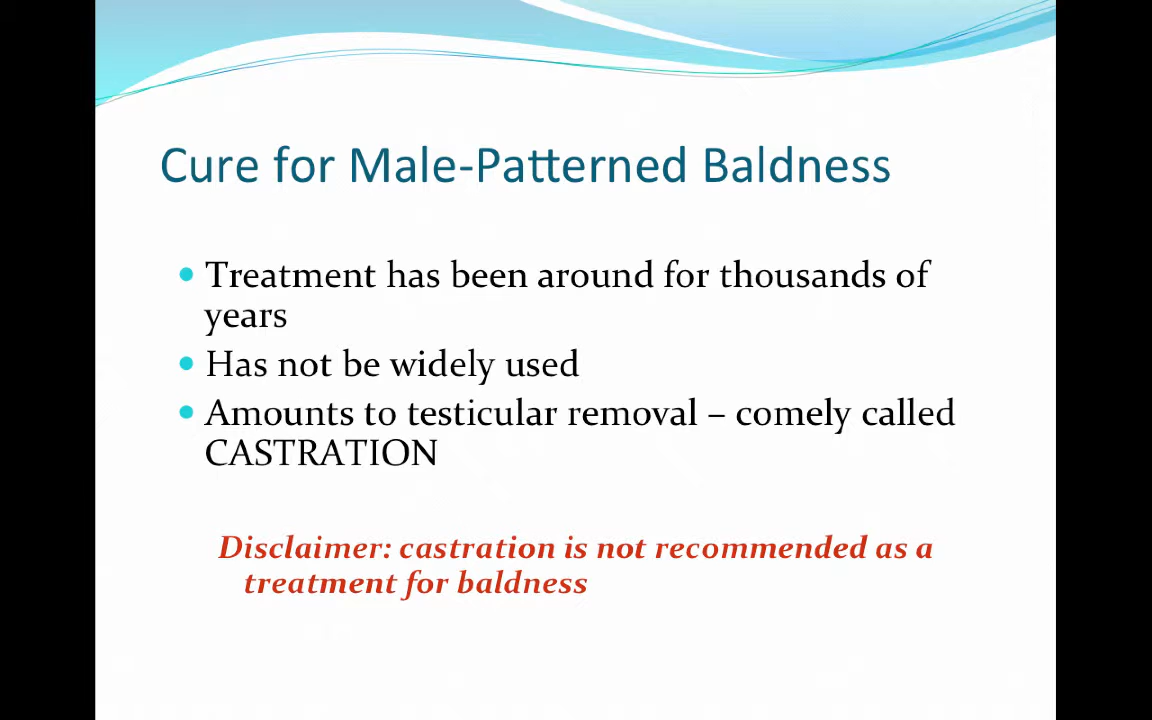 Cure for Male-Patterned Baldness
Treatment has been around for thousands of
years
Has not be widely used
Amounts to testicular removal – comely called
CASTRATION
Disclaimer: castration is not recommended as a
treatment for baldness